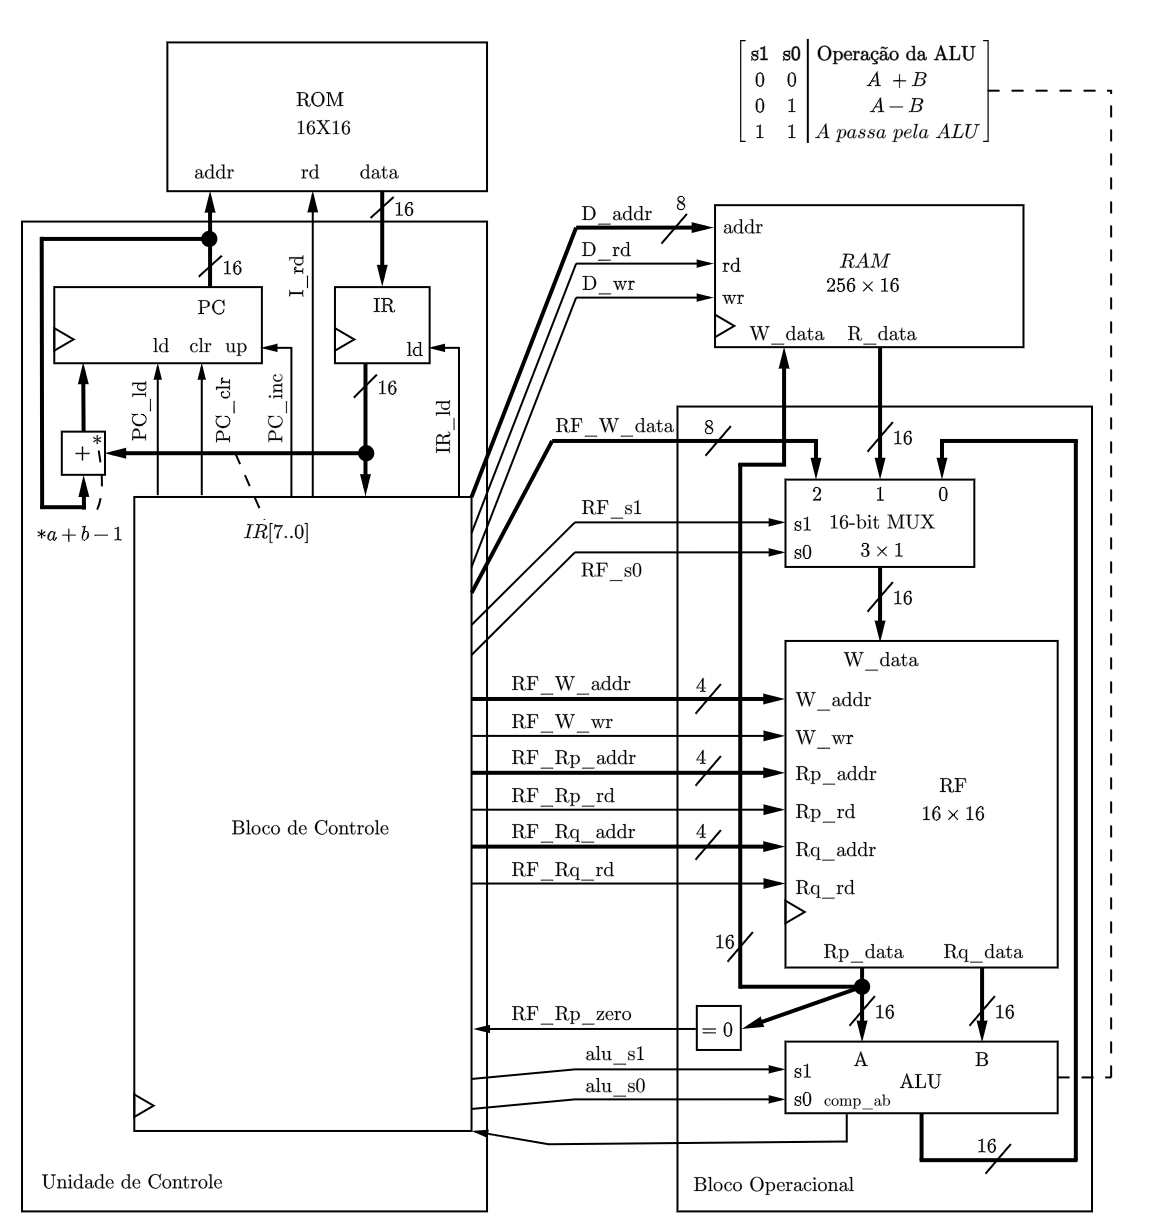 s1 s0 Operação da ALU
0 0 A + B
0 1 A − B
1 1 A passa pela ALU
ROM
16X16
addr rd data
16
16
I_rd
PC
ld clr up
IR
ld
16
PC_ld
PC_clr
PC_inc
IR_ld
+
*
*a + b − 1
IR[7..0]
D_addr
8
D_rd
D_wr
addr
rd
wr
RAM
256 × 16
W_data R_data
RF_W_data
8
16
2 1 0
s1 16-bit MUX
s0 3 × 1
RF_s1
RF_s0
16
W_data
RF_W_addr
4
W_addr
RF_W_wr
W_wr
RF_Rp_addr
4
Rp_addr
RF_Rp_rd
Rp_rd
RF_Rq_addr
4
Rq_addr
RF_Rq_rd
Rq_rd
RF
16 × 16
Bloco de Controle
16
Rp_data Rq_data
16
16
RF_Rp_zero
= 0
alu_s1
alu_s0
A B
s1 ALU
s0 comp_ab
16
Unidade de Controle
Bloco Operacional